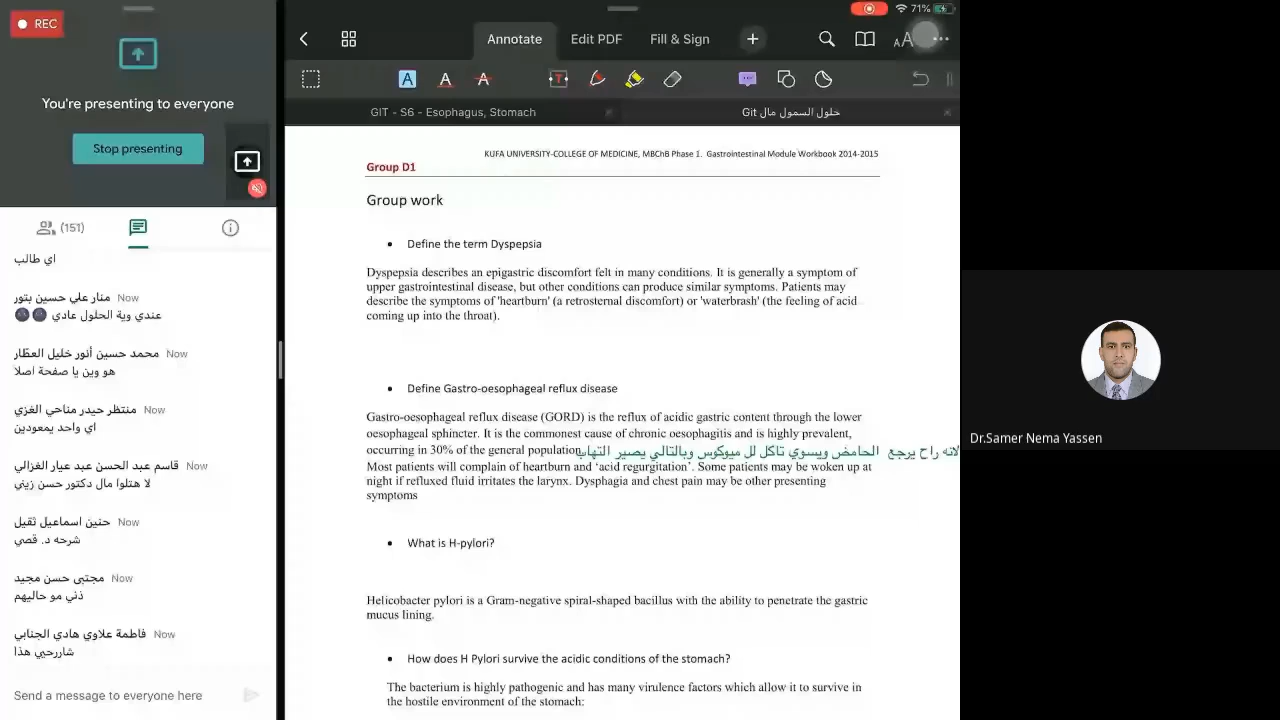 REC
You're presenting to everyone
Stop presenting
(151)
اي طالب
منار علي حسين بتور Now
عندي وية الحلول عادي
محمد حسين أنور خليل العطّار Now
هو وين يا صفحة اصلا
منتظر حيدر مناحي الغزي Now
اي واحد يمعودين
قاسم عبد الحسن عبد عيار الغزالي Now
لا هتلوا مال دكتور حسن زيني
حنين اسماعيل ثقيل Now
شرحه د. قصي
مجتبى حسن مجيد Now
ذني مو حاليهم
فاطمة علاوي هادي الجنابي Now
شاررحيي هذا
Send a message to everyone here
71%
Annotate Edit PDF Fill & Sign
GIT - S6 - Esophagus, Stomach
حلول السمول مال Git
KUFA UNIVERSITY-COLLEGE OF MEDICINE, MBChB Phase 1. Gastrointestinal Module Workbook 2014-2015
Group D1
Group work
• Define the term Dyspepsia
Dyspepsia describes an epigastric discomfort felt in many conditions. It is generally a symptom of
upper gastrointestinal disease, but other conditions can produce similar symptoms. Patients may
describe the symptoms of 'heartburn' (a retrosternal discomfort) or 'waterbrash' (the feeling of acid
coming up into the throat).
• Define Gastro-oesophageal reflux disease
Gastro-oesophageal reflux disease (GORD) is the reflux of acidic gastric content through the lower
oesophageal sphincter. It is the commonest cause of chronic oesophagitis and is highly prevalent,
occurring in 30% of the general population.
لانه راح يرجع الحامض ويسوي تاكل لل ميوكوس وبالتالي يصير التهاب
Most patients will complain of heartburn and ‘acid regurgitation’. Some patients may be woken up at
night if refluxed fluid irritates the larynx. Dysphagia and chest pain may be other presenting
symptoms
• What is H-pylori?
Helicobacter pylori is a Gram-negative spiral-shaped bacillus with the ability to penetrate the gastric
mucus lining.
• How does H Pylori survive the acidic conditions of the stomach?
The bacterium is highly pathogenic and has many virulence factors which allow it to survive in
the hostile environment of the stomach:
Dr.Samer Nema Yassen